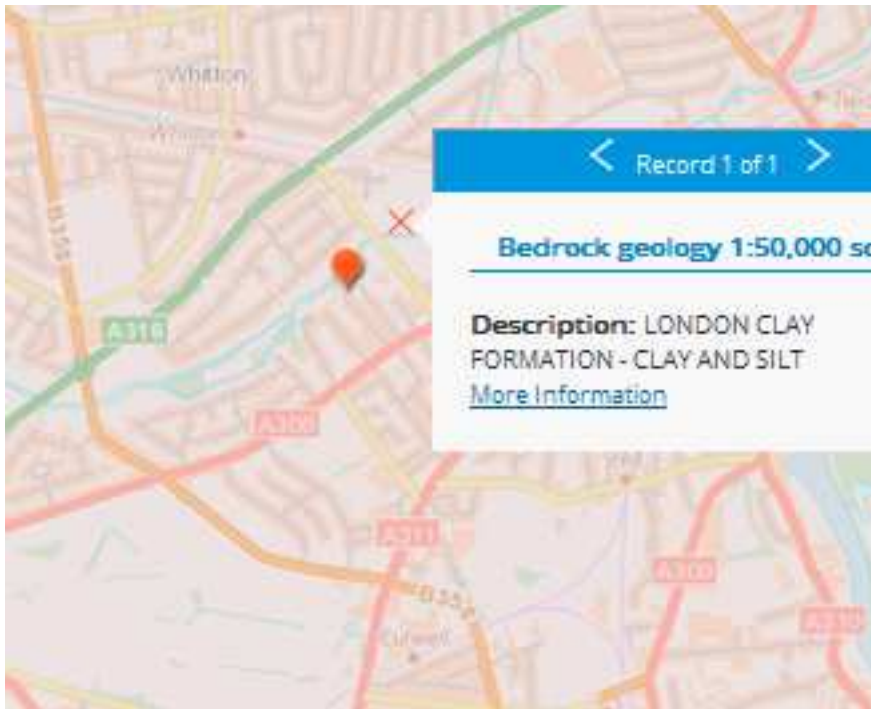 Whitton
Whitton
B358
Record 1 of 1
Bedrock geology 1:50,000 sc
Description: LONDON CLAY
FORMATION - CLAY AND SILT
More Information
A316
A305
A311
B358
Fulwell
A309
A310